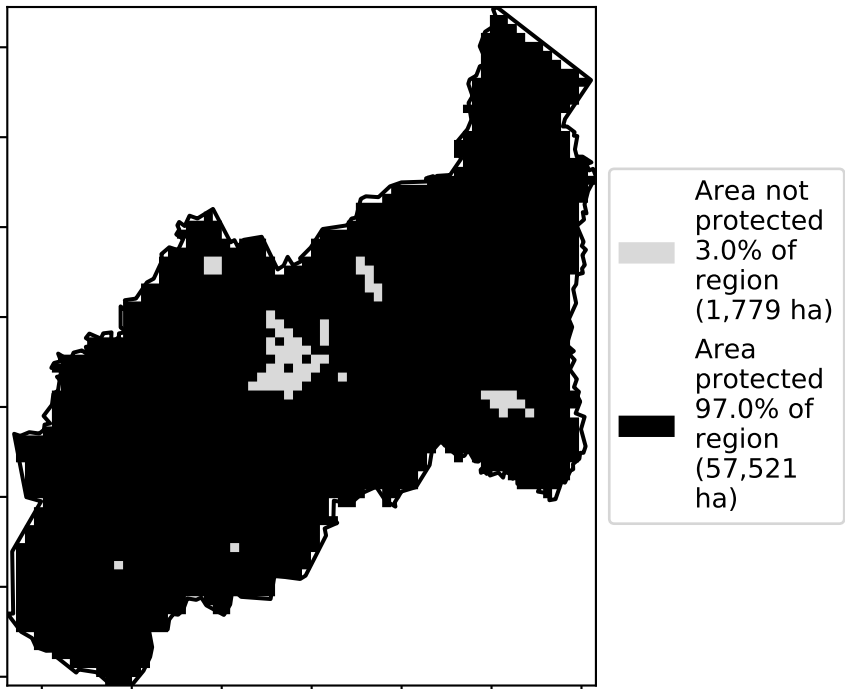 Area not
protected
3.0% of
region
(1,779 ha)
Area
protected
97.0% of
region
(57,521
ha)